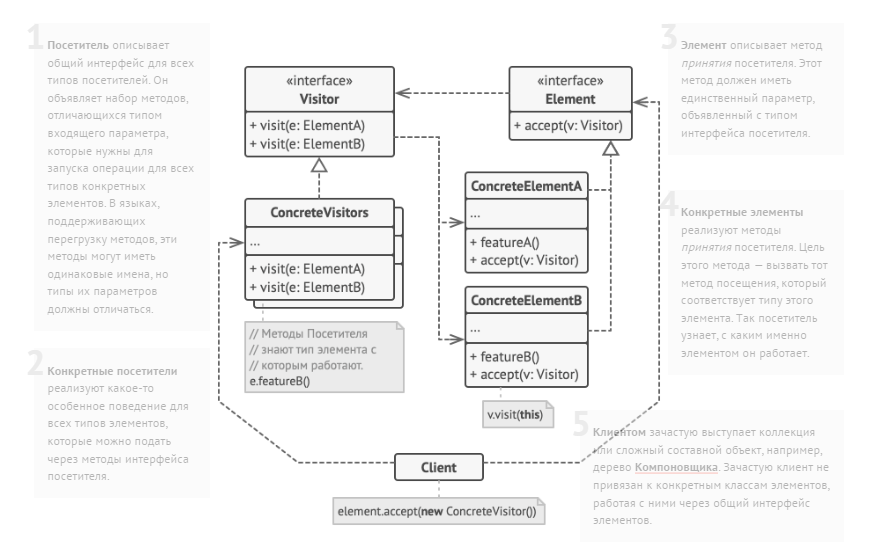 1
Посетитель описывает
общий интерфейс для всех
типов посетителей. Он
объявляет набор методов,
отличающихся типом
входящего параметра,
которые нужны для
запуска операции для всех
типов конкретных
элементов. В языках,
поддерживающих
перегрузку методов, эти
методы могут иметь
одинаковые имена, но
типы их параметров
должны отличаться.
2
Конкретные посетители
реализуют какое-то
особенное поведение для
всех типов элементов,
которые можно подать
через методы интерфейса
посетителя.
«interface»
Visitor
+ visit(e: ElementA)
+ visit(e: ElementB)
ConcreteVisitors
...
+ visit(e: ElementA)
+ visit(e: ElementB)
// Методы Посетителя
// знают тип элемента с
// которым работают.
e.featureB()
«interface»
Element
+ accept(v: Visitor)
ConcreteElementA
...
+ featureA()
+ accept(v: Visitor)
ConcreteElementB
...
+ featureB()
+ accept(v: Visitor)
v.visit(this)
Client
element.accept(new ConcreteVisitor())
3
Элемент описывает метод
принятия посетителя. Этот
метод должен иметь
единственный параметр,
объявленный с типом
интерфейса посетителя.
4
Конкретные элементы
реализуют методы
принятия посетителя. Цель
этого метода — вызвать тот
метод посещения, который
соответствует типу этого
элемента. Так посетитель
узнает, с каким именно
элементом он работает.
5
Клиентом зачастую выступает коллекция
или сложный составной объект, например,
дерево Компоновщика. Зачастую клиент не
привязан к конкретным классам элементов,
работая с ними через общий интерфейс
элементов.